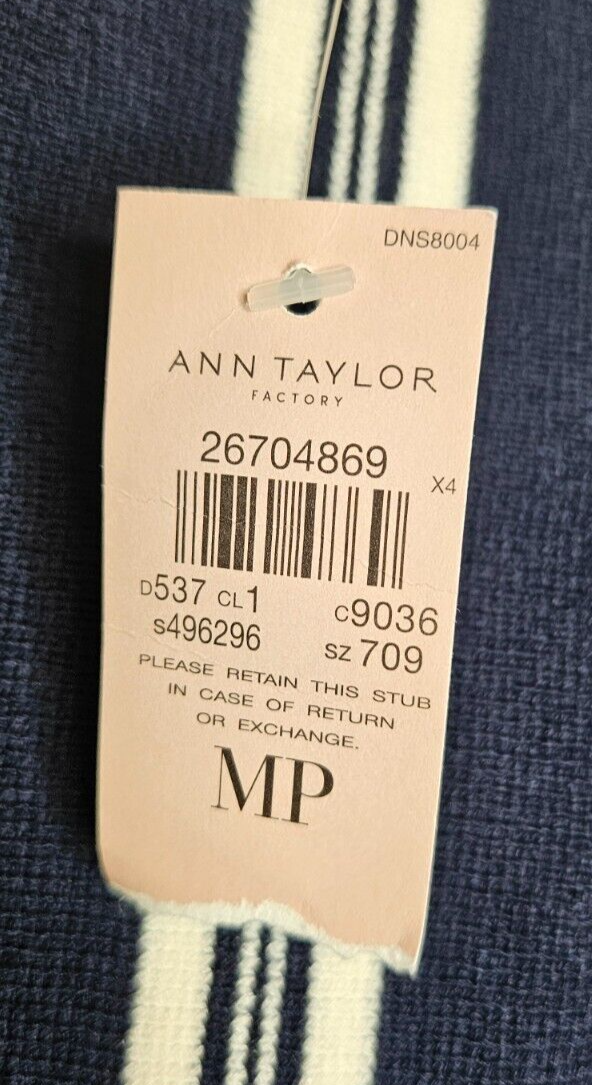 DNS8004
ANN TAYLOR
FACTORY
26704869
X4
D537 CL1 C9036
S496296 SZ 709
PLEASE RETAIN THIS STUB
IN CASE OF RETURN
OR EXCHANGE.
MP